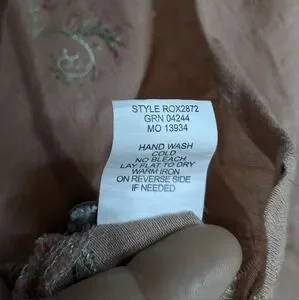 STYLE ROX2872
GRN 04244
MO 13934
HAND WASH
COLD
NO BLEACH
LAY FLAT TO DRY
WARM IRON
ON REVERSE SIDE
IF NEEDED